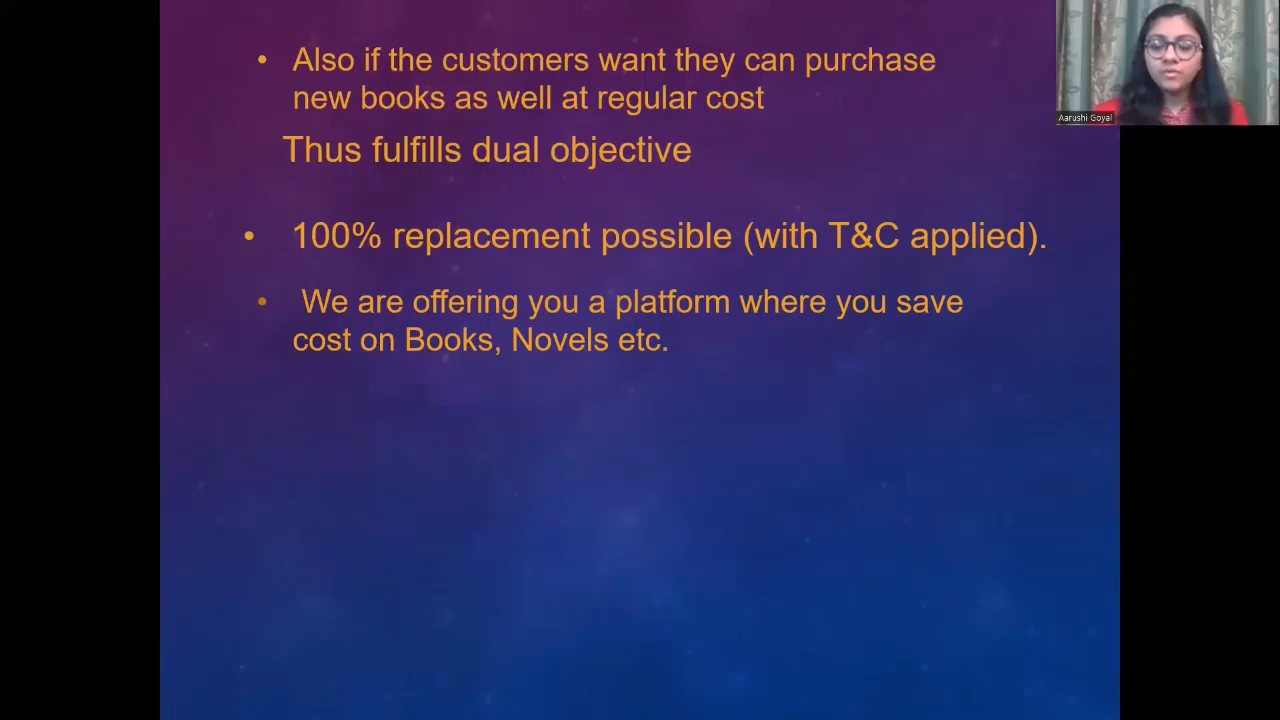 • Also if the customers want they can purchase
new books as well at regular cost
Thus fulfills dual objective
• 100% replacement possible (with T&C applied).
• We are offering you a platform where you save
cost on Books, Novels etc.
Aarushi Goyal